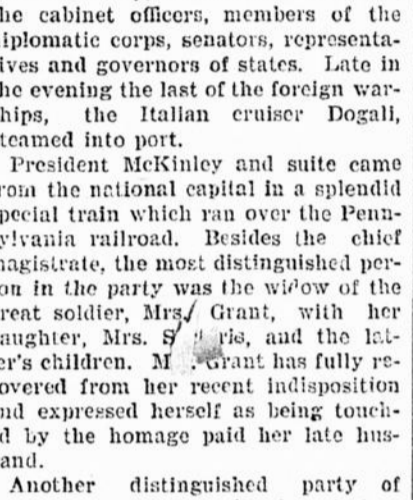 he cabinet officers, members of the
iplomatic corps, senators, representa-
ives and governors of states. Late in
he evening the last of the foreign war-
hips, the Italian cruiser Dogali,
teamed into port.
President McKinley and suite came
rom the national capital in a splendid
pecial train which ran over the Penn-
ylvania railroad. Besides the chief
nagistrate, the most distinguished per-
on in the party was the widow of the
reat soldier, Mrs. Grant, with her
aughter, Mrs. and the lat-
er's children. Grant has fully re-
overed from her recent indisposition
nd expressed herself as being touch-
d by the homage paid her late hus-
and.
Another distinguished party of